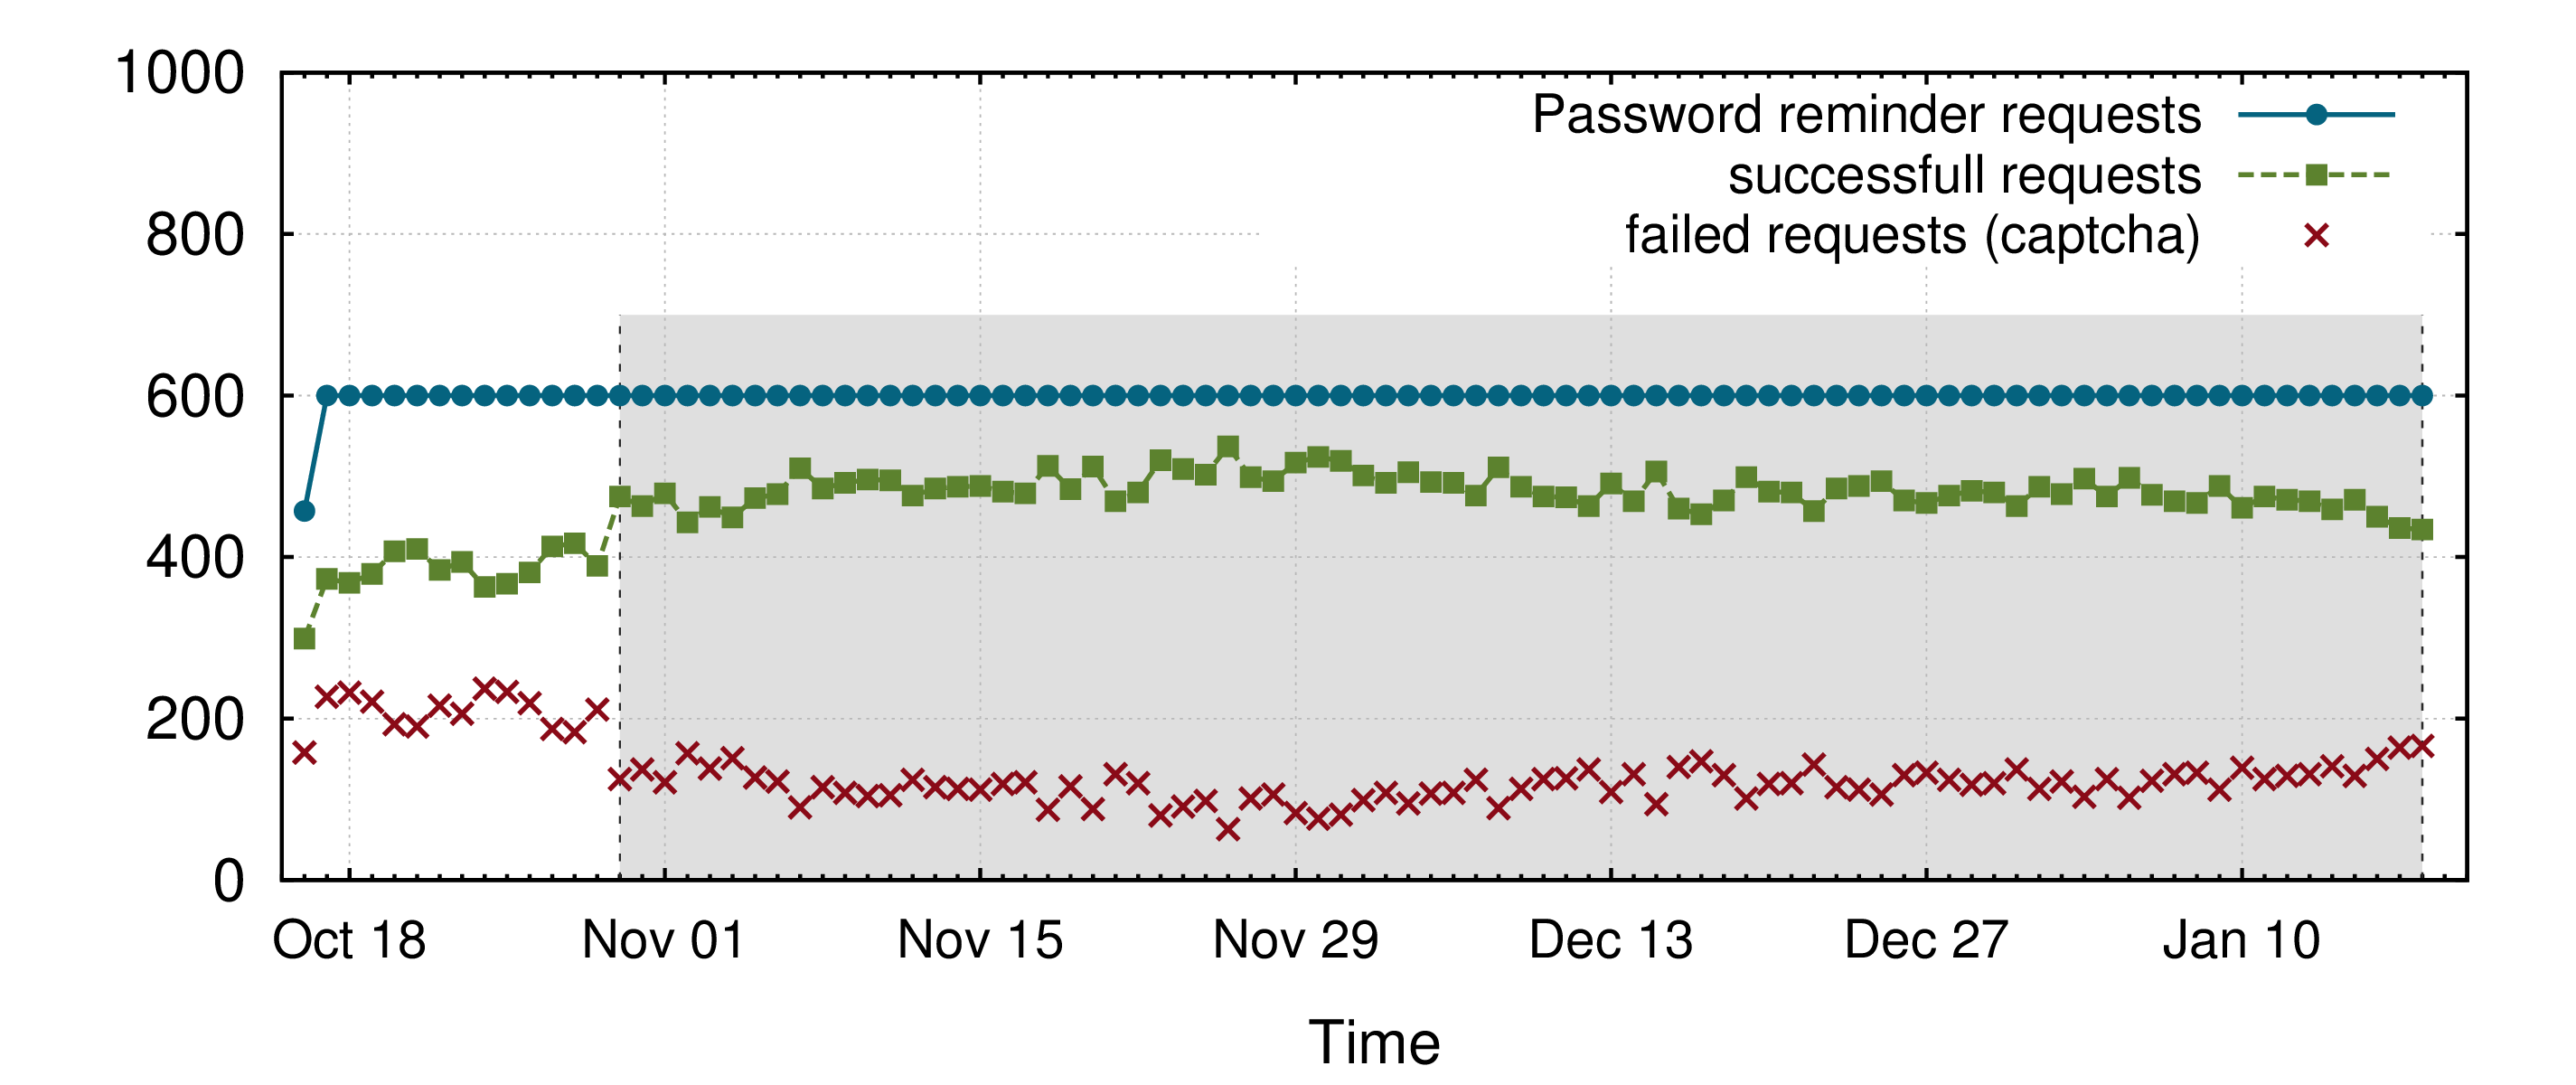 1000
800
600
400
200
0
Password reminder requests
successfull requests
failed requests (captcha)
Oct 18 Nov 01 Nov 15 Nov 29 Dec 13 Dec 27 Jan 10
Time